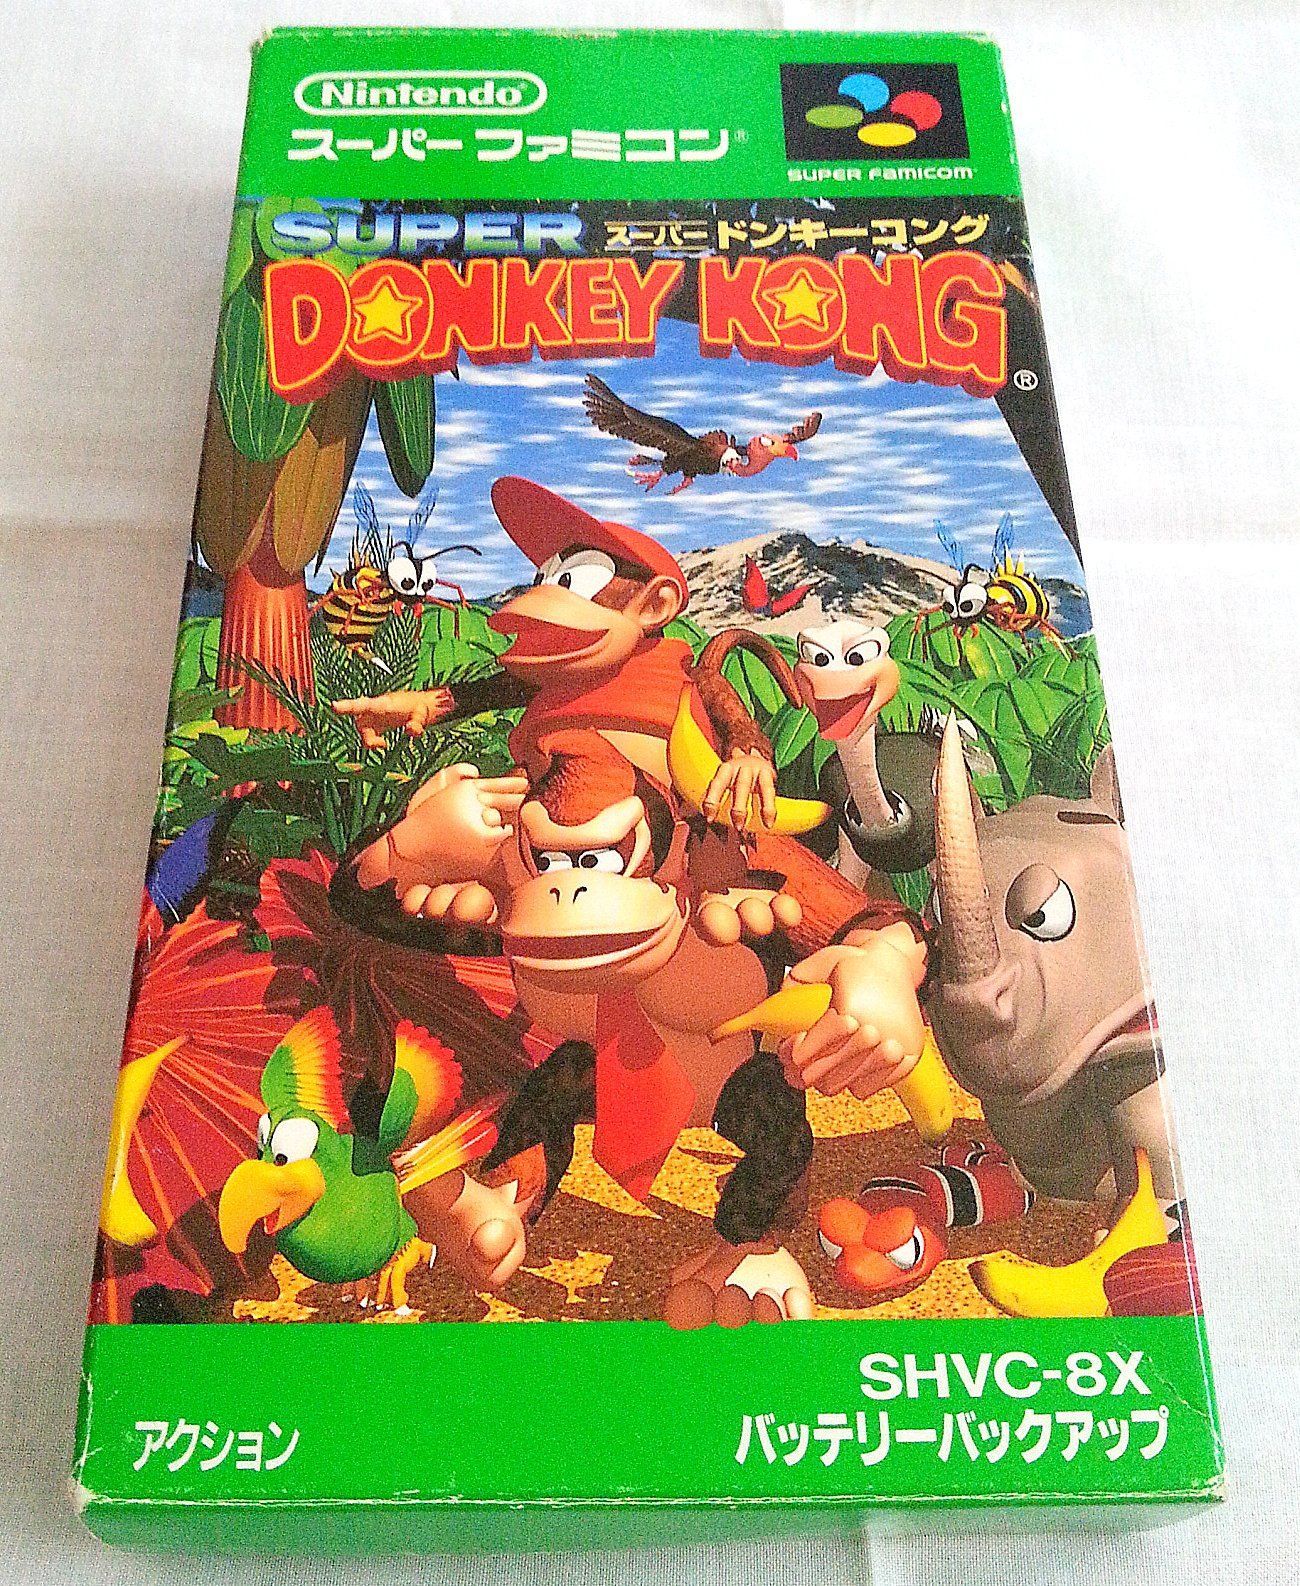 Nintendo®
スーパーファミコン®
SUPER FAMICOM
SUPER
スーパードンキーコング
DONKEY KONG®
SHVC-8X
アクション
バッテリーバックアップ